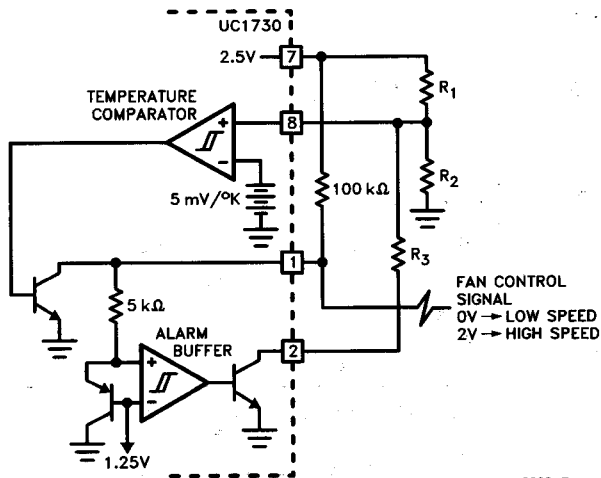 UC1730
2.5V
7
R1
TEMPERATURE
COMPARATOR
+
8
-
R2
5 mV/°K
100 kΩ
1
R3
5 kΩ
FAN CONTROL
SIGNAL
0V → LOW SPEED
2V → HIGH SPEED
ALARM
BUFFER
+
2
-
1.25V